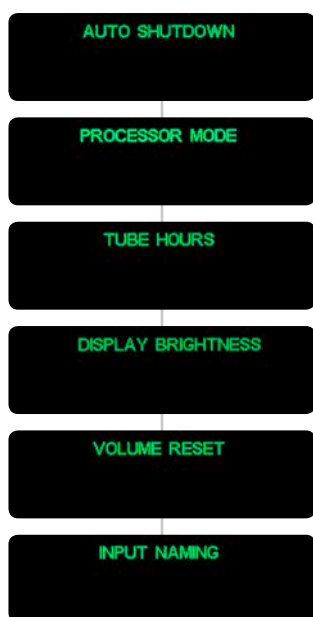 AUTO SHUTDOWN
PROCESSOR MODE
TUBE HOURS
DISPLAY BRIGHTNESS
VOLUME RESET
INPUT NAMING